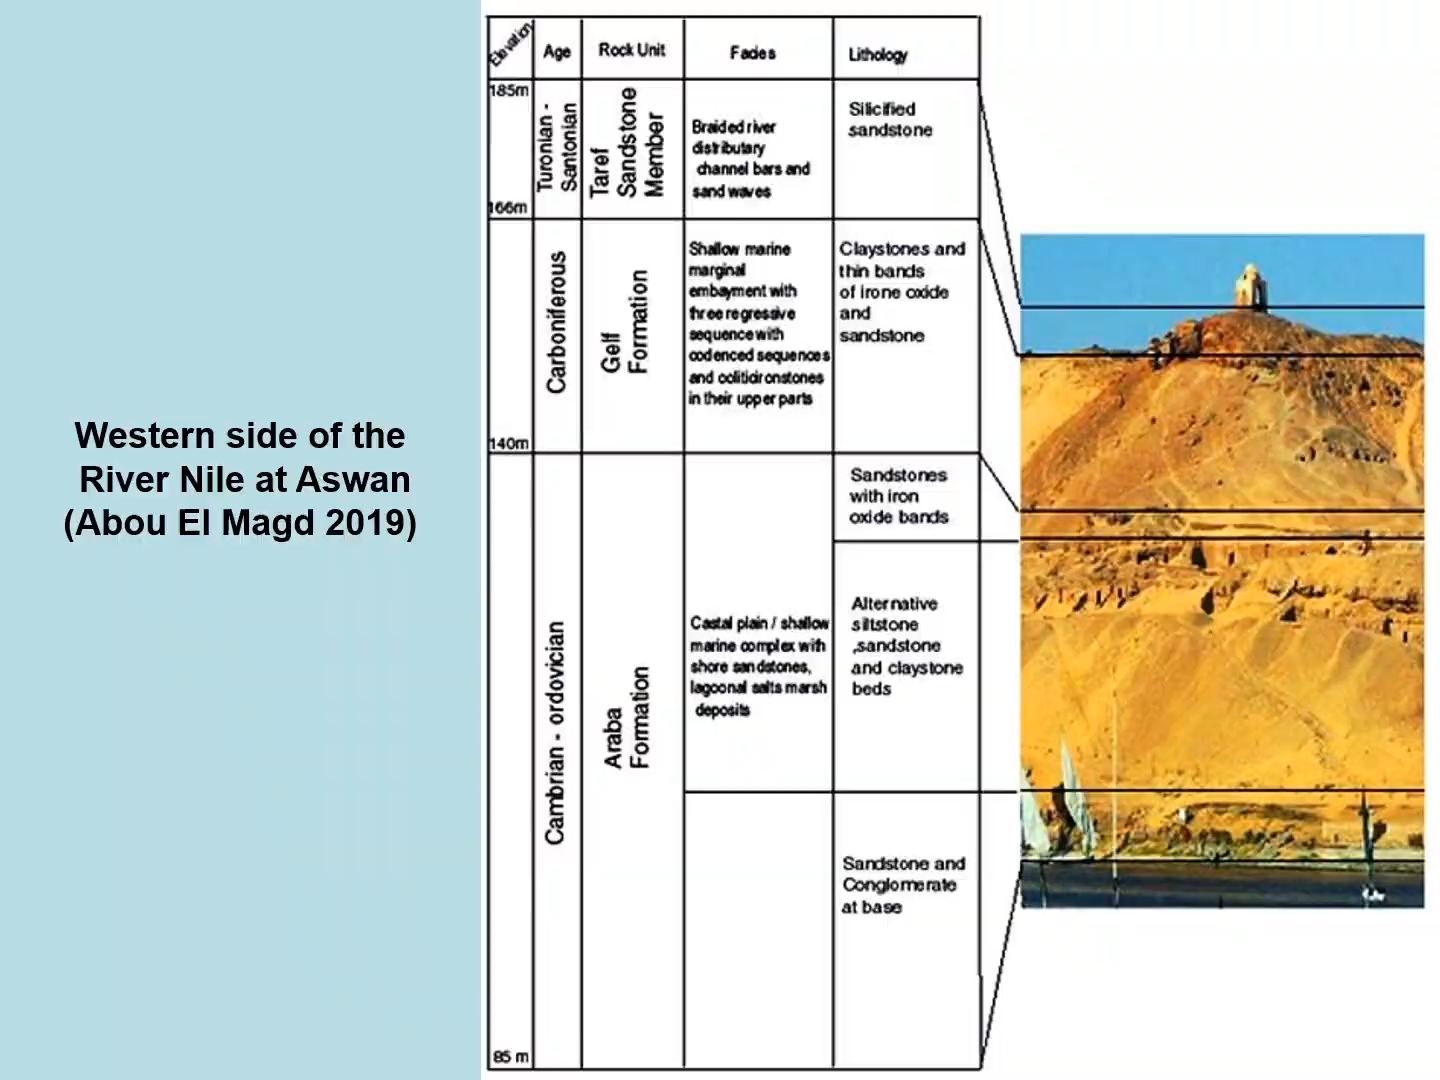 Western side of the
River Nile at Aswan
(Abou El Magd 2019)
Elevation
Age
Rock Unit
Facies
Lithology
185m
166m
Turonian -
Santonian
Taref
Sandstone
Member
Braided river
distributary
channel bars and
sand waves
Silicified
sandstone
140m
Carboniferous
Gelf
Formation
Shallow marine
marginal
embayment with
three regressive
sequence with
codenced sequences
and oolitidironstones
in their upper parts
Claystones and
thin bands
of irone oxide
and
sandstone
85 m
Cambrian - ordovician
Araba
Formation
Castal plain / shallow
marine complex with
shore sandstones,
lagoonal salts marsh
deposits
Sandstones
with iron
oxide bands
Alternative
siltstone
,sandstone
and claystone
beds
Sandstone and
Conglomerate
at base